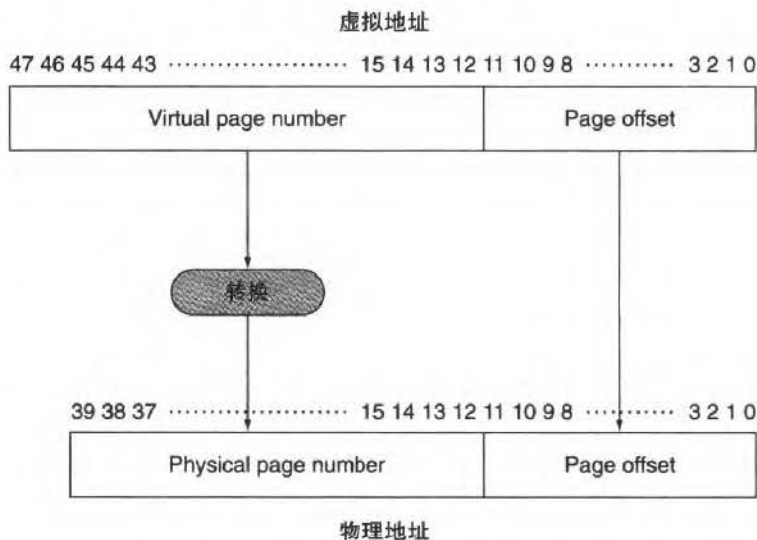 虚拟地址
47 46 45 44 43 ······················ 15 14 13 12 11 10 9 8 ··········· 3 2 1 0
Virtual page number
Page offset
转换
39 38 37 ······················ 15 14 13 12 11 10 9 8 ··········· 3 2 1 0
Physical page number
Page offset
物理地址